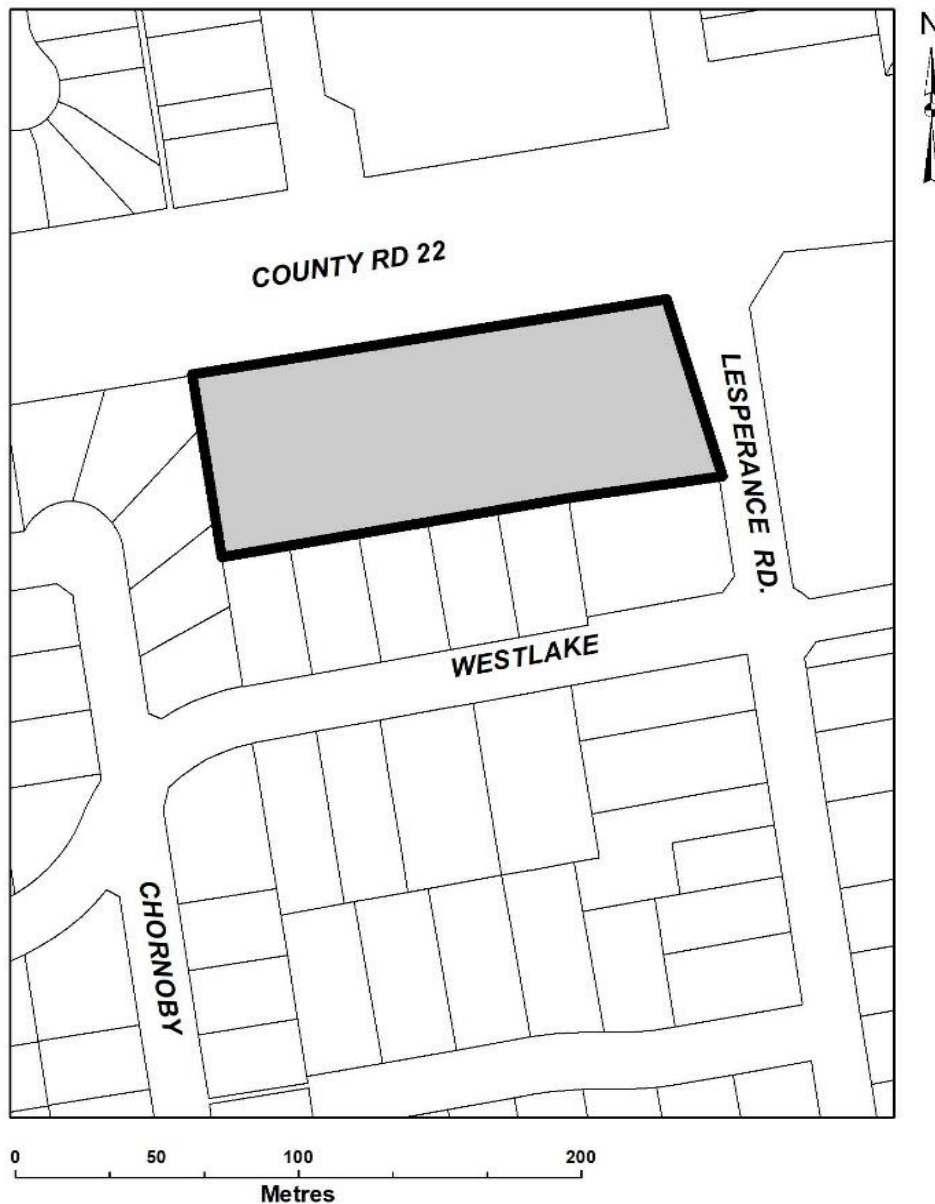 N
COUNTY RD 22
LESPERANCE RD.
WESTLAKE
CHORNOBY
0 50 100 200
Metres